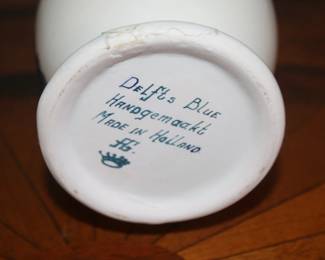 Delfts Blue
Handgemaakt
Made in Holland